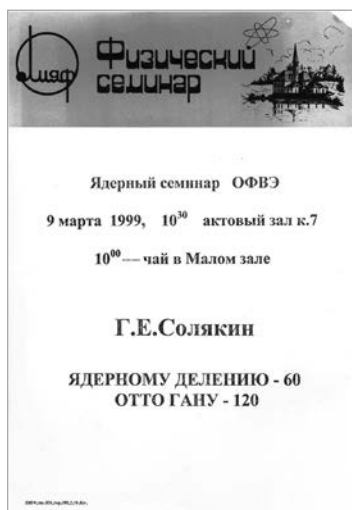 лияф
Физический
семинар
Ядерный семинар ОФВЭ
9 марта 1999, 10³⁰ актовый зал к.7
10⁰⁰ — чай в Малом зале
Г.Е.Солякин
ЯДЕРНОМУ ДЕЛЕНИЮ - 60
ОТТО ГАНУ - 120